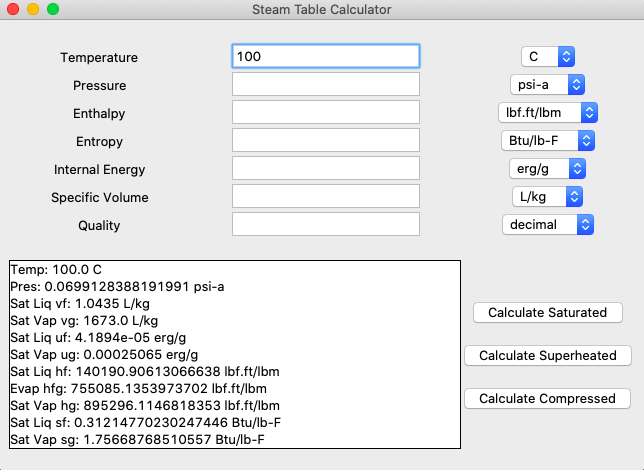 Steam Table Calculator
Temperature 100 C
Pressure psi-a
Enthalpy lbf.ft/lbm
Entropy Btu/lb-F
Internal Energy erg/g
Specific Volume L/kg
Quality decimal
Temp: 100.0 C
Pres: 0.0699128388191991 psi-a
Sat Liq vf: 1.0435 L/kg
Sat Vap vg: 1673.0 L/kg
Sat Liq uf: 4.1894e-05 erg/g
Sat Vap ug: 0.00025065 erg/g
Sat Liq hf: 140190.90613066638 lbf.ft/lbm
Evap hfg: 755085.1353973702 lbf.ft/lbm
Sat Vap hg: 895296.1146818353 lbf.ft/lbm
Sat Liq sf: 0.31214770230247446 Btu/lb-F
Sat Vap sg: 1.75668768510557 Btu/lb-F
Calculate Saturated
Calculate Superheated
Calculate Compressed